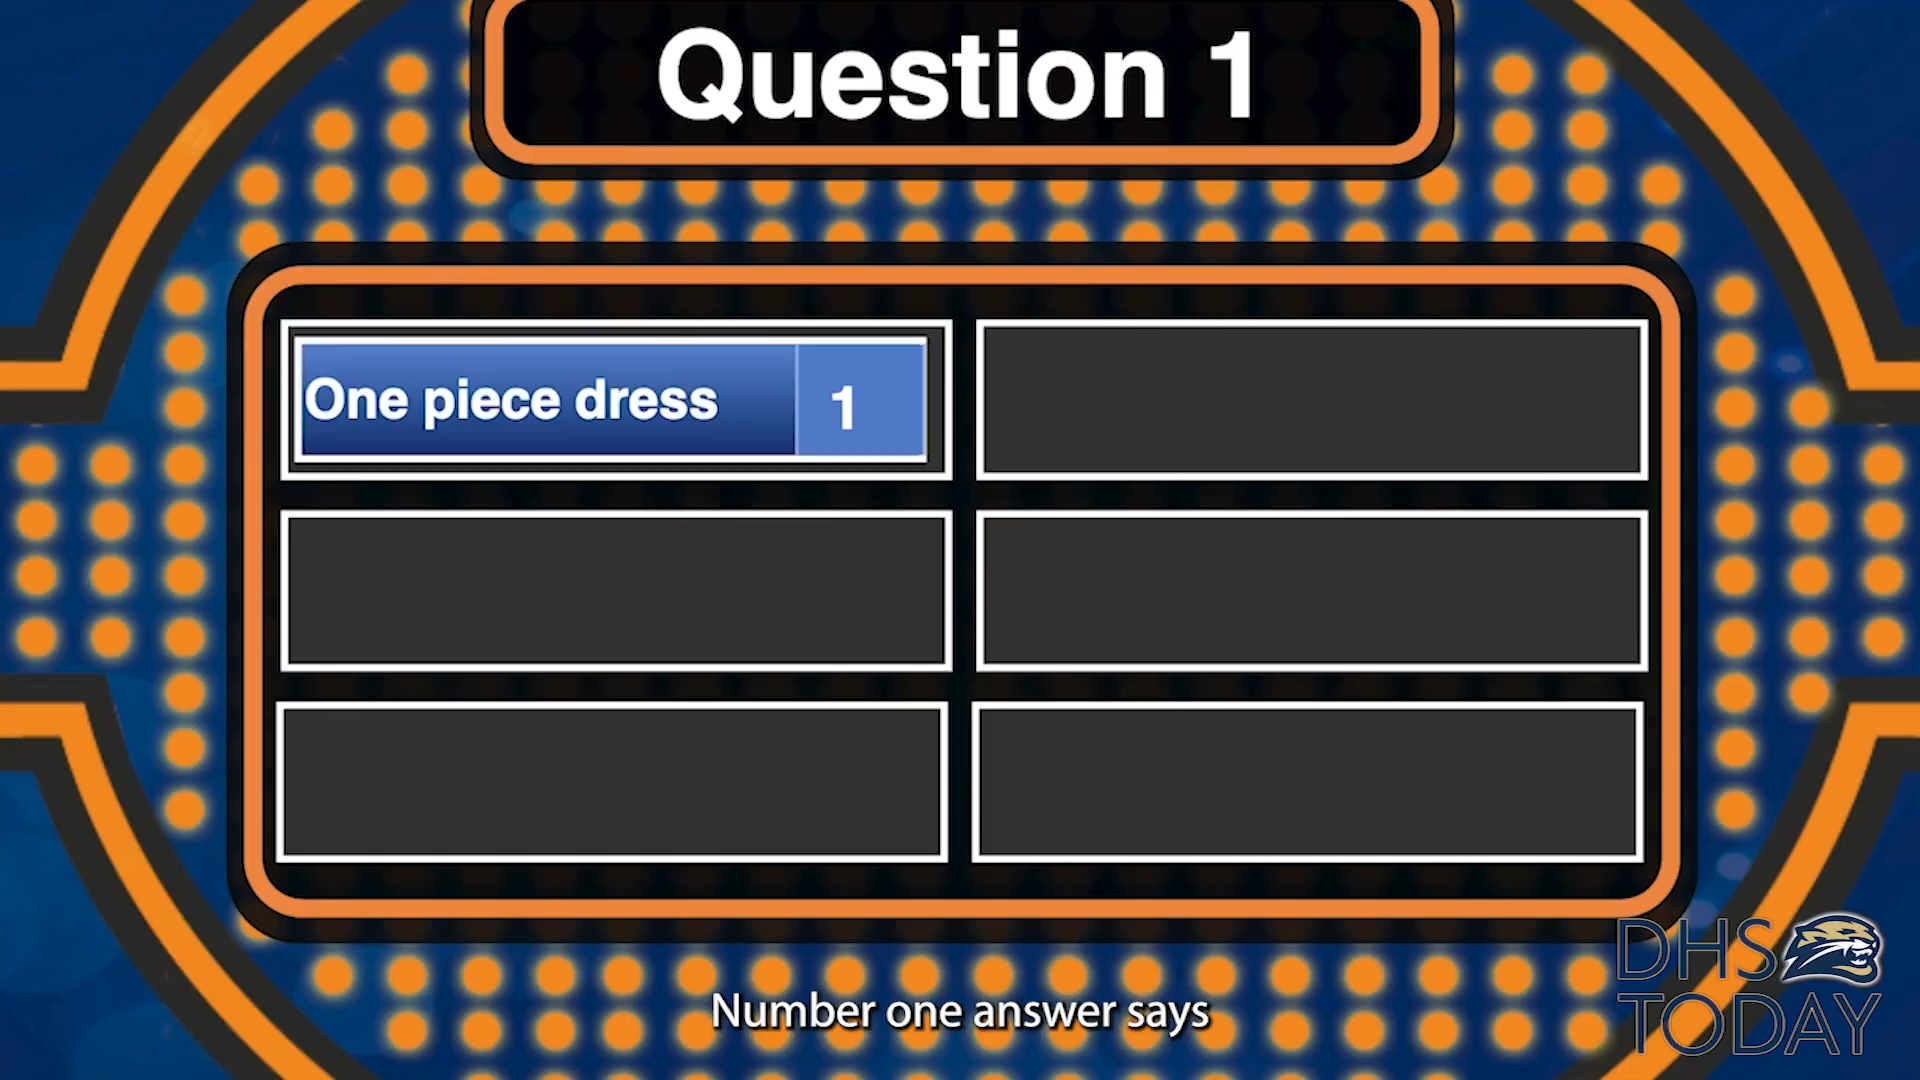 Question 1
One piece dress 1
Number one answer says
DHS
TODAY